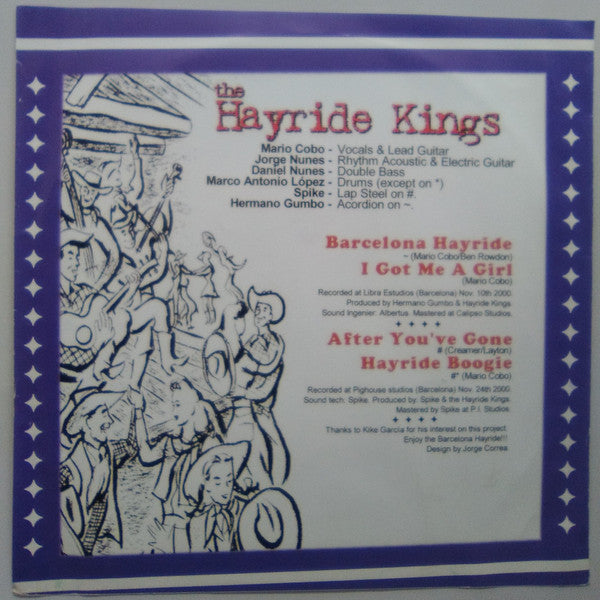 the
Hayride Kings
Mario Cobo - Vocals & Lead Guitar
Jorge Nunes - Rhythm Acoustic & Electric Guitar
Daniel Nunes - Double Bass
Marco Antonio López - Drums (except on *)
Spike - Lap Steel on #.
Hermano Gumbo - Acordion on ~.
Barcelona Hayride
~ (Mario Cobo/Ben Rowdon)
I Got Me A Girl
(Mario Cobo)
Recorded at Libra Estudios (Barcelona) Nov. 10th 2000.
Produced by Hermano Gumbo & Hayride Kings.
Sound Ingenier: Albertus. Mastered at Calipso Studios.
After You've Gone
# (Creamer/Layton)
Hayride Boogie
#* (Mario Cobo)
Recorded at Pighouse studios (Barcelona) Nov. 24th 2000.
Sound tech: Spike. Produced by: Spike & the Hayride Kings.
Mastered by Spike at P.I. Studios.
Thanks to Kike García for his interest on this project.
Enjoy the Barcelona Hayride!!!
Design by Jorge Correa.